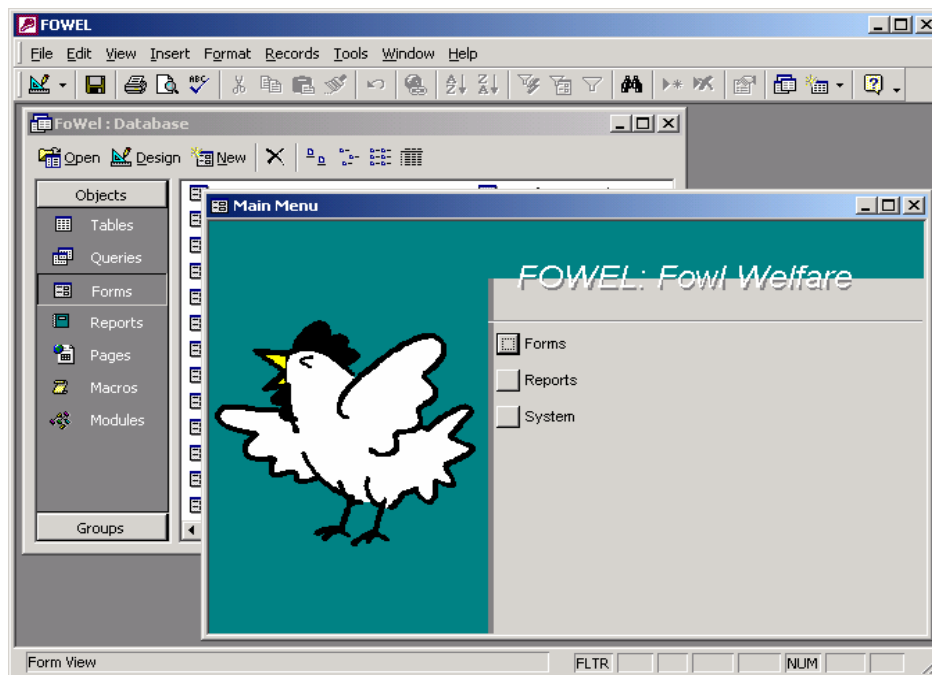 FOWEL
File Edit View Insert Format Records Tools Window Help
FoWel : Database
Open Design New
Objects
Tables
Queries
Forms
Reports
Pages
Macros
Modules
Groups
Main Menu
FOWEL: Fowl Welfare
Forms
Reports
System
Form View
FLTR
NUM